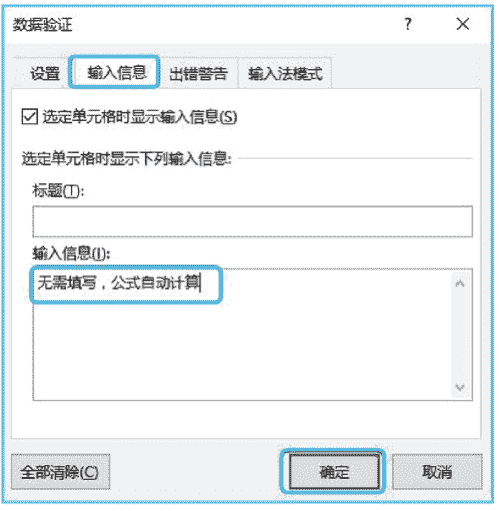 数据验证 ?
设置 输入信息 出错警告 输入法模式
选定单元格时显示输入信息(S)
选定单元格时显示下列输入信息:
标题(T):
输入信息(I):
无需填写，公式自动计算
全部清除(C) 确定 取消